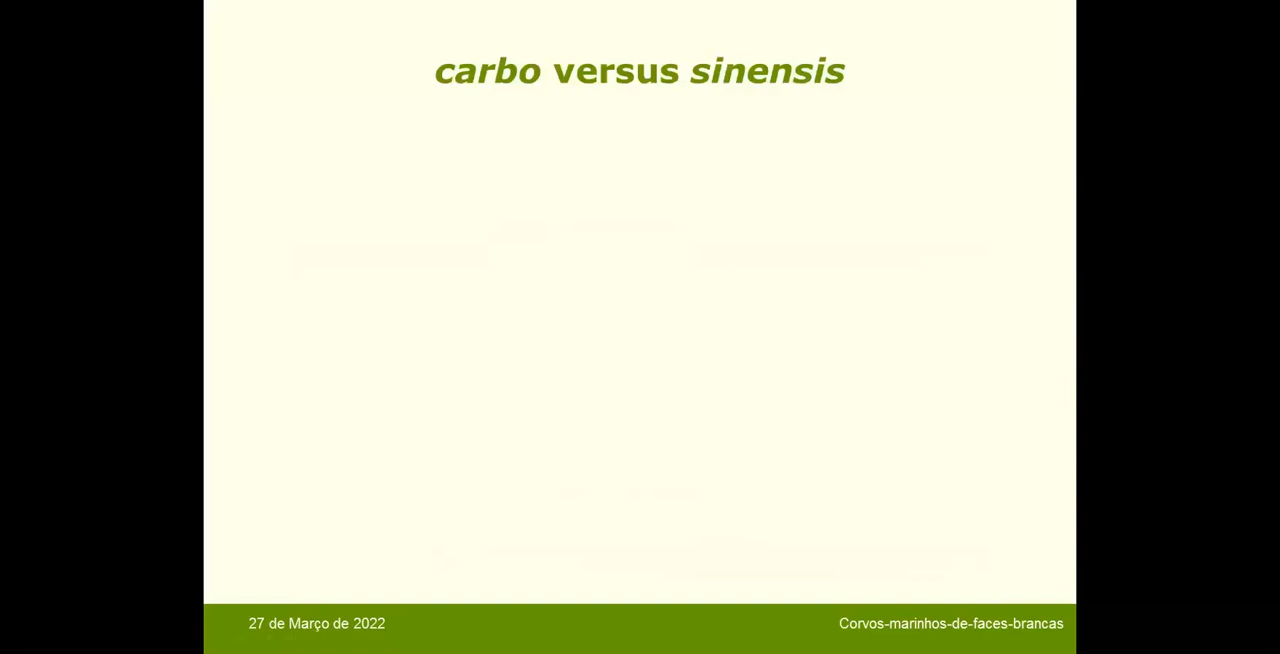 carbo versus sinensis
27 de Março de 2022
Corvos-marinhos-de-faces-brancas